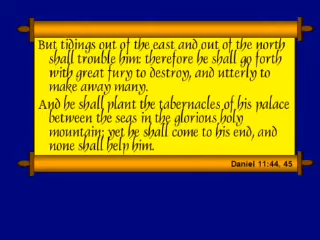 But tidings out of the east and out of the north
shall trouble him: therefore he shall go forth
with great fury to destroy, and utterly to
make away many.
And he shall plant the tabernacles of his palace
between the seas in the glorious holy
mountain; yet he shall come to his end, and
none shall help him.
Daniel 11:44, 45